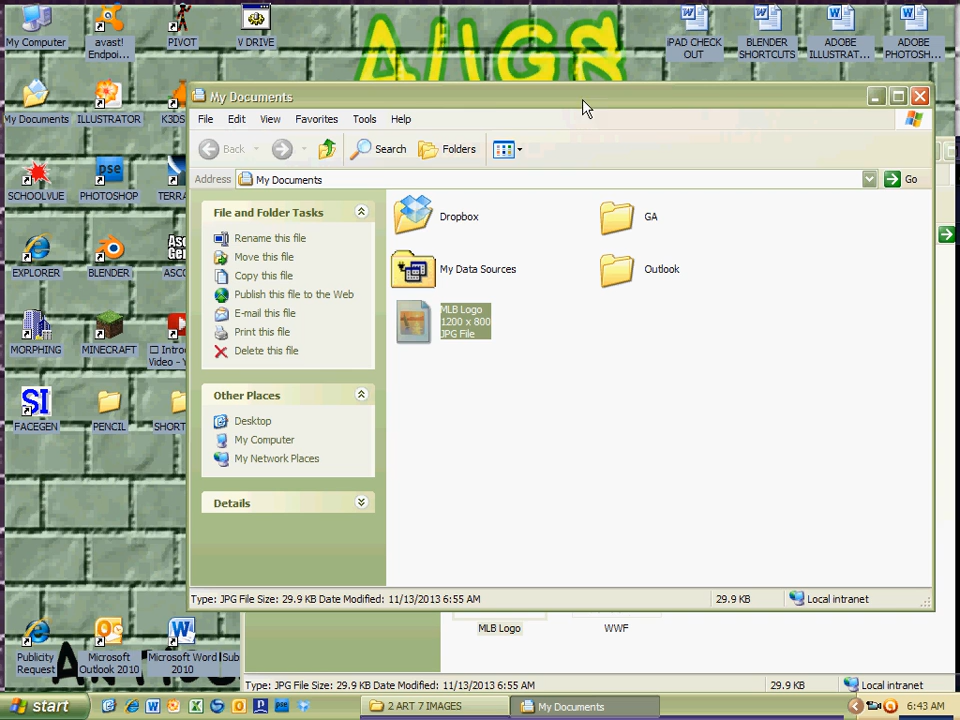 My Computer
avast!
Endpoi...
PIVOT
V DRIVE
IPAD CHECK
OUT
BLENDER
SHORTCUTS
ADOBE
ILLUSTRAT...
ADOBE
PHOTOSH...
My Documents
ILLUSTRATOR
K3DS
SCHOOLVUE
PHOTOSHOP
TERRA
EXPLORER
BLENDER
ASCO
MORPHING
MINECRAFT
Introd
Video - Y
FACEGEN
PENCIL
SHORT
Publicity
Request
Microsoft
Outlook 2010
Microsoft Word
2010
Sub
My Documents
File Edit View Favorites Tools Help
Back Search Folders
Address My Documents Go
File and Folder Tasks
Rename this file
Move this file
Copy this file
Publish this file to the Web
E-mail this file
Print this file
Delete this file
Other Places
Desktop
My Computer
My Network Places
Details
Dropbox
GA
My Data Sources
Outlook
MLB Logo
1200 x 800
JPG File
Type: JPG File Size: 29.9 KB Date Modified: 11/13/2013 6:55 AM 29.9 KB Local intranet
MLB Logo
WWF
Type: JPG File Size: 29.9 KB Date Modified: 11/13/2013 6:55 AM 29.9 KB Local intranet
start 2 ART 7 IMAGES My Documents 6:43 AM